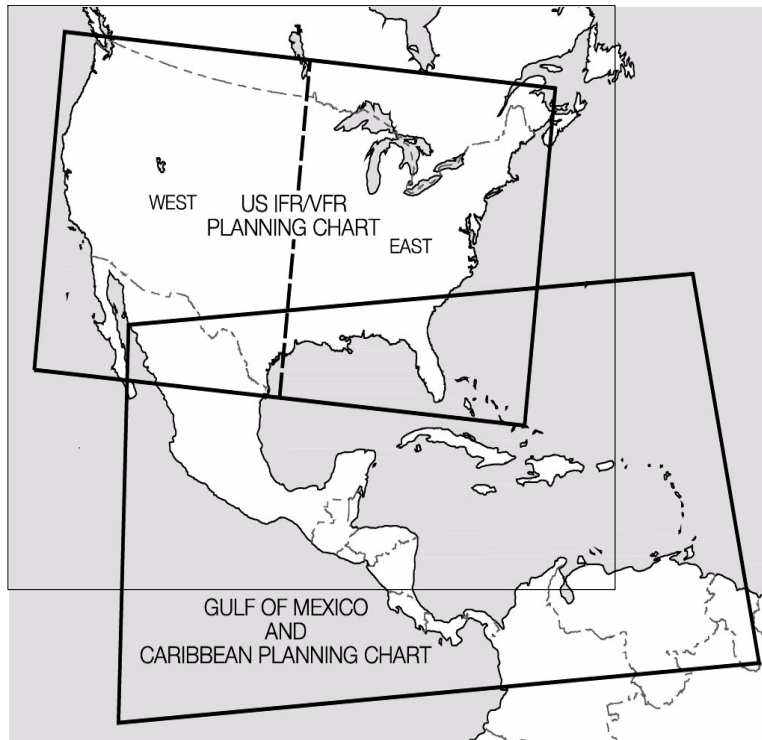 WEST
US IFR/VFR
PLANNING CHART
EAST
GULF OF MEXICO
AND
CARIBBEAN PLANNING CHART